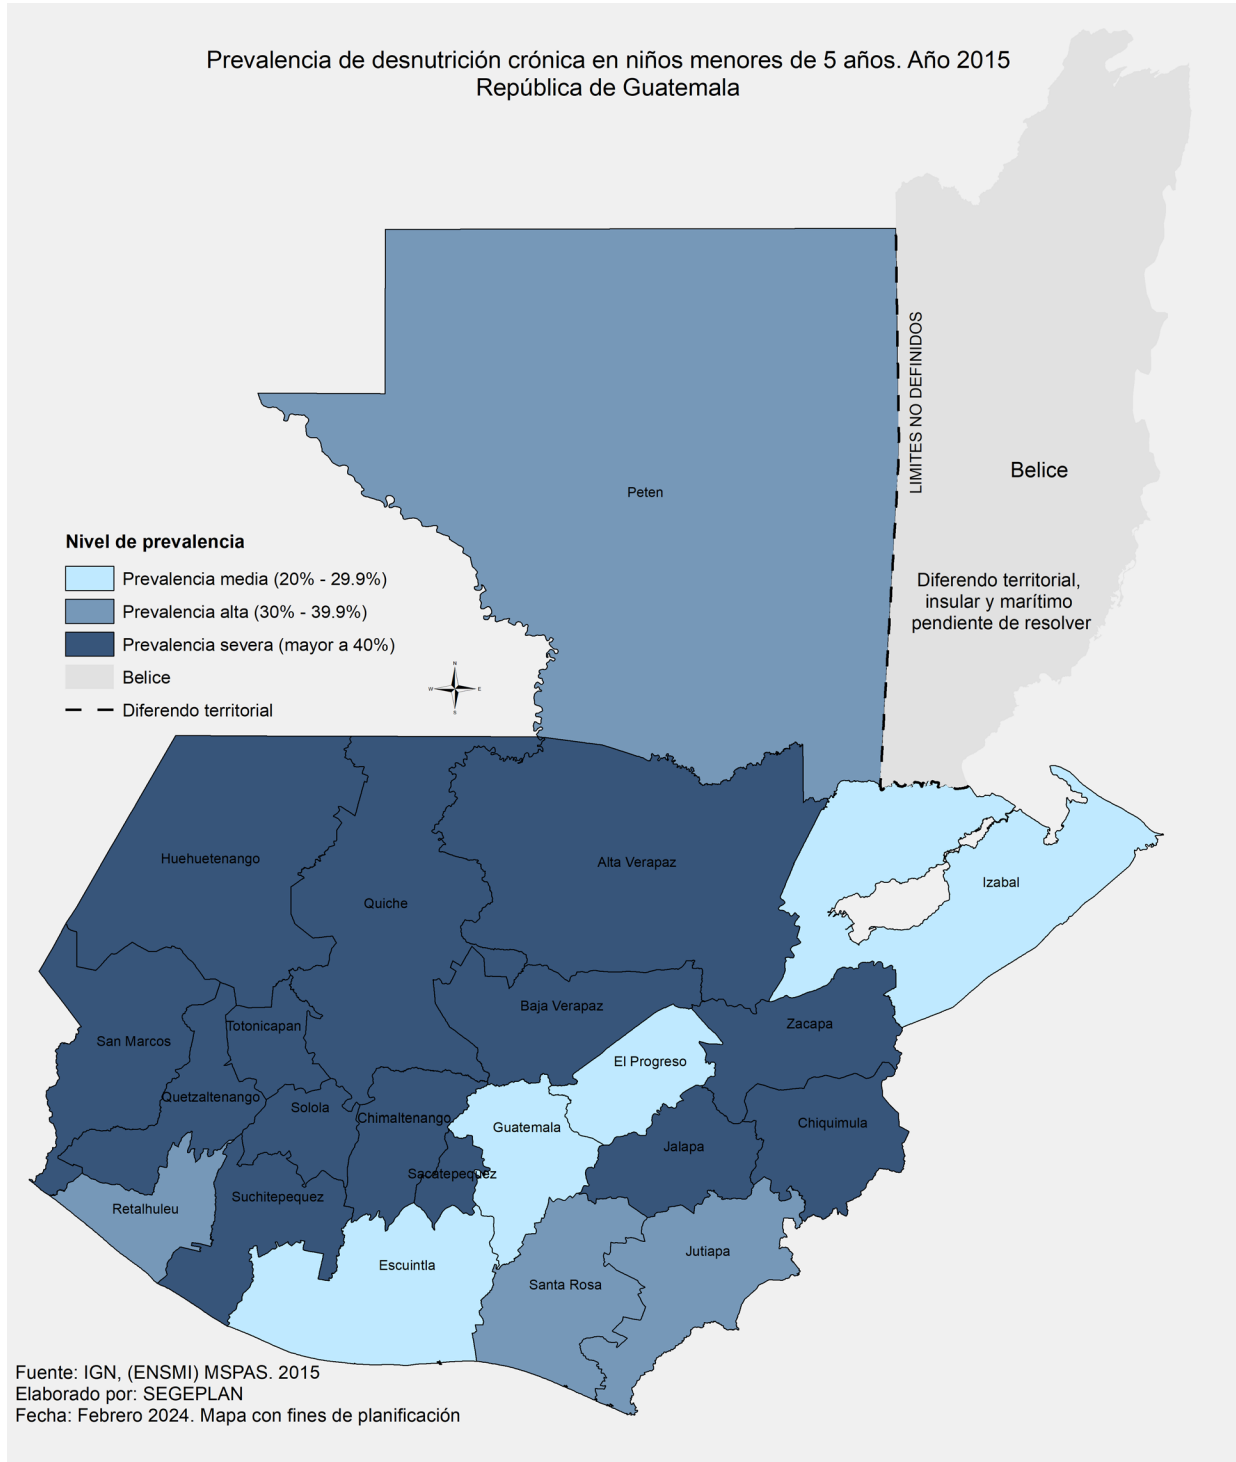 Prevalencia de desnutrición crónica en niños menores de 5 años. Año 2015
República de Guatemala
LIMITES NO DEFINIDOS
Belice
Peten
Diferendo territorial,
insular y marítimo
pendiente de resolver
Nivel de prevalencia
Prevalencia media (20% - 29.9%)
Prevalencia alta (30% - 39.9%)
Prevalencia severa (mayor a 40%)
Belice
Diferendo territorial
N
W
E
S
Huehuetenango
Quiche
Alta Verapaz
Izabal
San Marcos
Totonicapan
Baja Verapaz
Zacapa
El Progreso
Quetzaltenango
Solola
Chimaltenango
Guatemala
Chiquimula
Jalapa
Sacatepequez
Retalhuleu
Suchitepequez
Escuintla
Santa Rosa
Jutiapa
Fuente: IGN, (ENSMI) MSPAS. 2015
Elaborado por: SEGEPLAN
Fecha: Febrero 2024. Mapa con fines de planificación